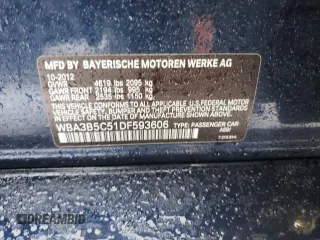 MFD BY BAYERISCHE MOTOREN WERKE AG
10-2012
GVWR 4619 lbs 2095 kg
GAWR FRONT 2194 lbs 995 kg
GAWR REAR 2535 lbs 1150 kg
THIS VEHICLE CONFORMS TO ALL APPLICABLE U.S. FEDERAL MOTOR
VEHICLE SAFETY, BUMPER, AND THEFT PREVENTION
STANDARDS IN EFFECT ON THE DATE OF MANUFACTURE
SHOWN ABOVE.
WBA3B5C51DF593606 TYPE: PASSENGER CAR